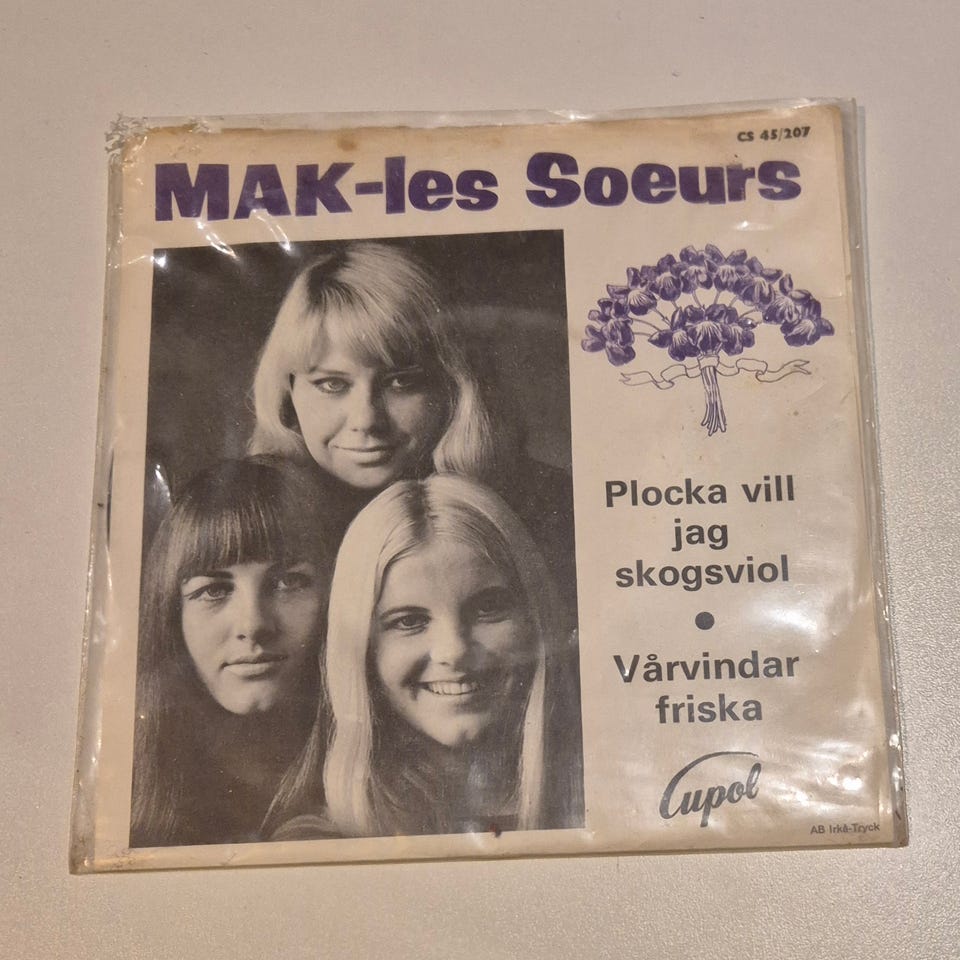 CS 45/207
MAK-les Soeurs
Plocka vill
jag
skogsviol
●
Vårvindar
friska
Cupol
AB Irkå-Tryck